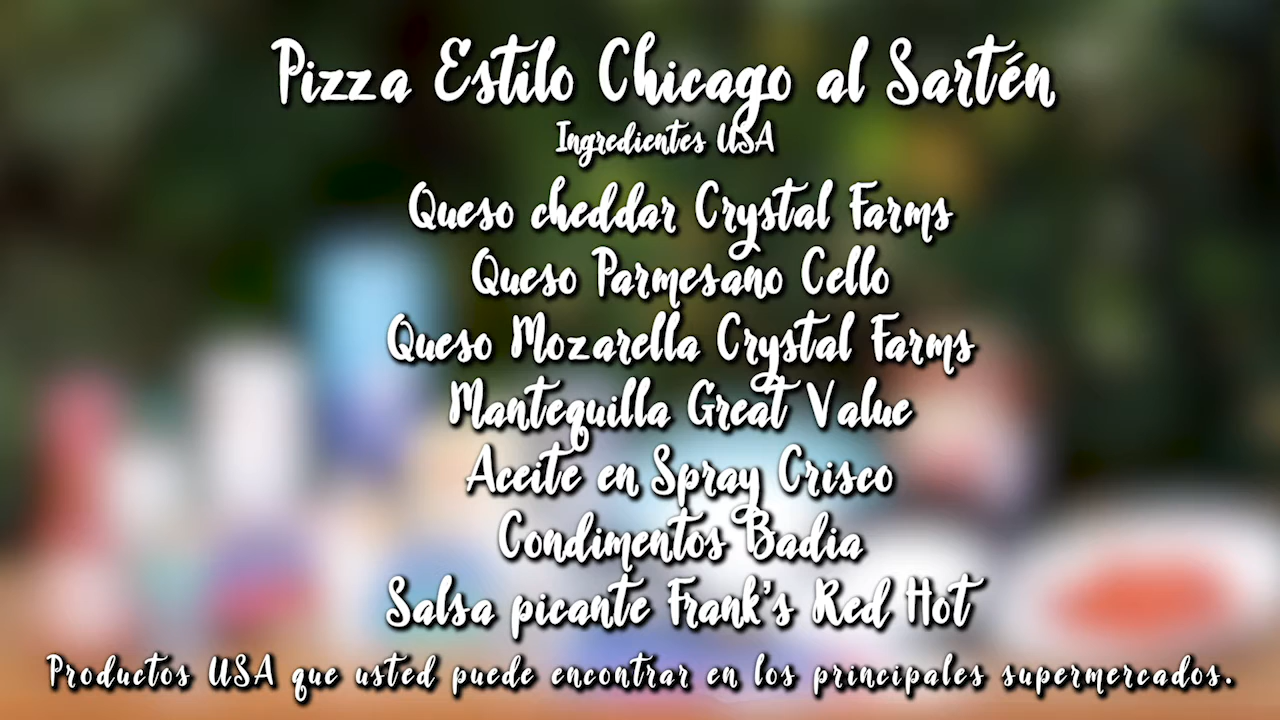 Pizza Estilo Chicago al Sartén
Ingredientes USA
Queso cheddar Crystal Farms
Queso Parmesano Cello
Queso Mozarella Crystal Farms
Mantequilla Great Value
Aceite en Spray Crisco
Condimentos Badia
Salsa picante Frank's Red Hot
Productos USA que usted puede encontrar en los principales supermercados.